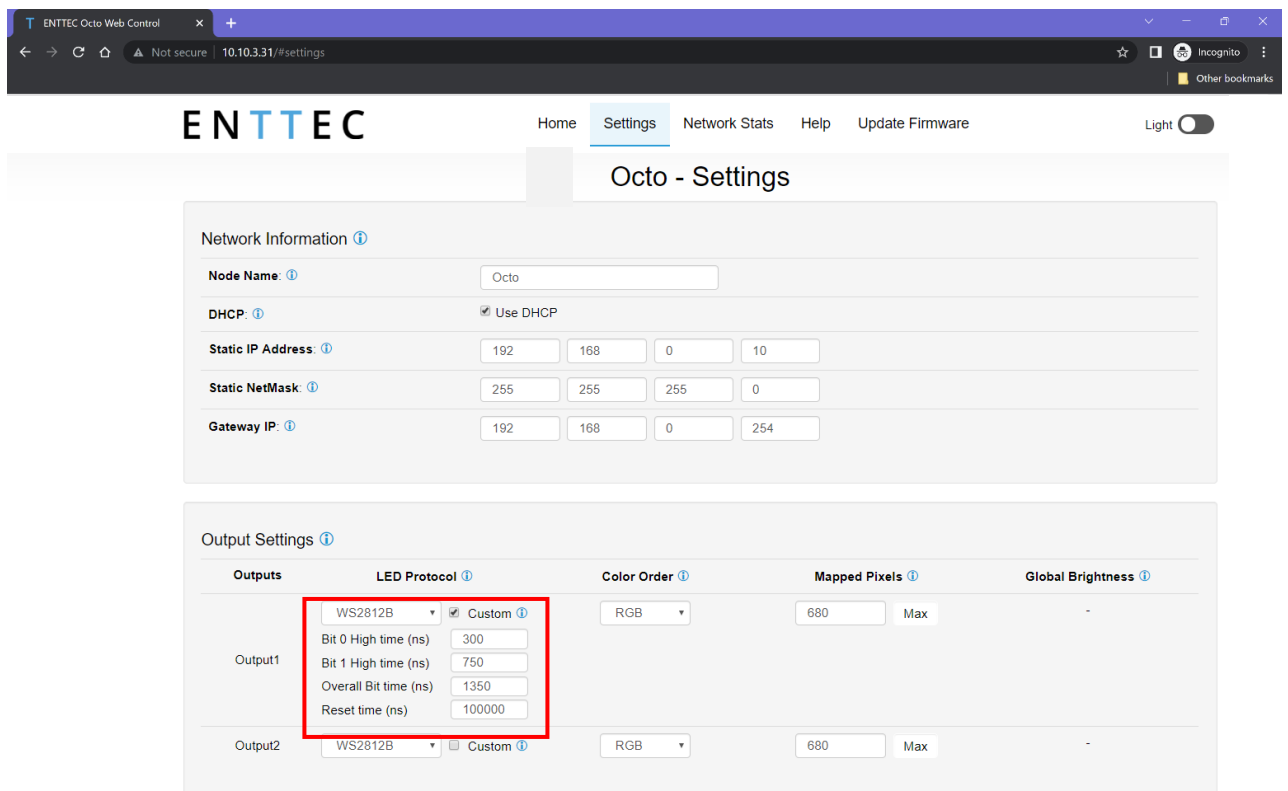 ENTTEC Octo Web Control
Not secure 10.10.3.31/#settings Incognito
Other bookmarks
ENTTEC Home Settings Network Stats Help Update Firmware Light
Octo - Settings
Network Information
Node Name: Octo
DHCP: Use DHCP
Static IP Address: 192 168 0 10
Static NetMask: 255 255 255 0
Gateway IP: 192 168 0 254
Output Settings
Outputs LED Protocol Color Order Mapped Pixels Global Brightness
WS2812B Custom RGB 680 Max -
Bit 0 High time (ns) 300
Output1 Bit 1 High time (ns) 750
Overall Bit time (ns) 1350
Reset time (ns) 100000
Output2 WS2812B Custom RGB 680 Max -